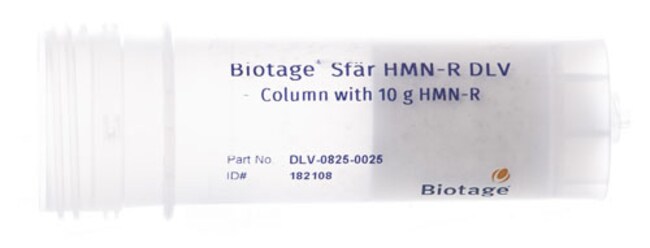 Biotage® Sfär HMN-R DLV
- Column with 10 g HMN-R
Part No. DLV-0825-0025
ID# 182108
Biotage